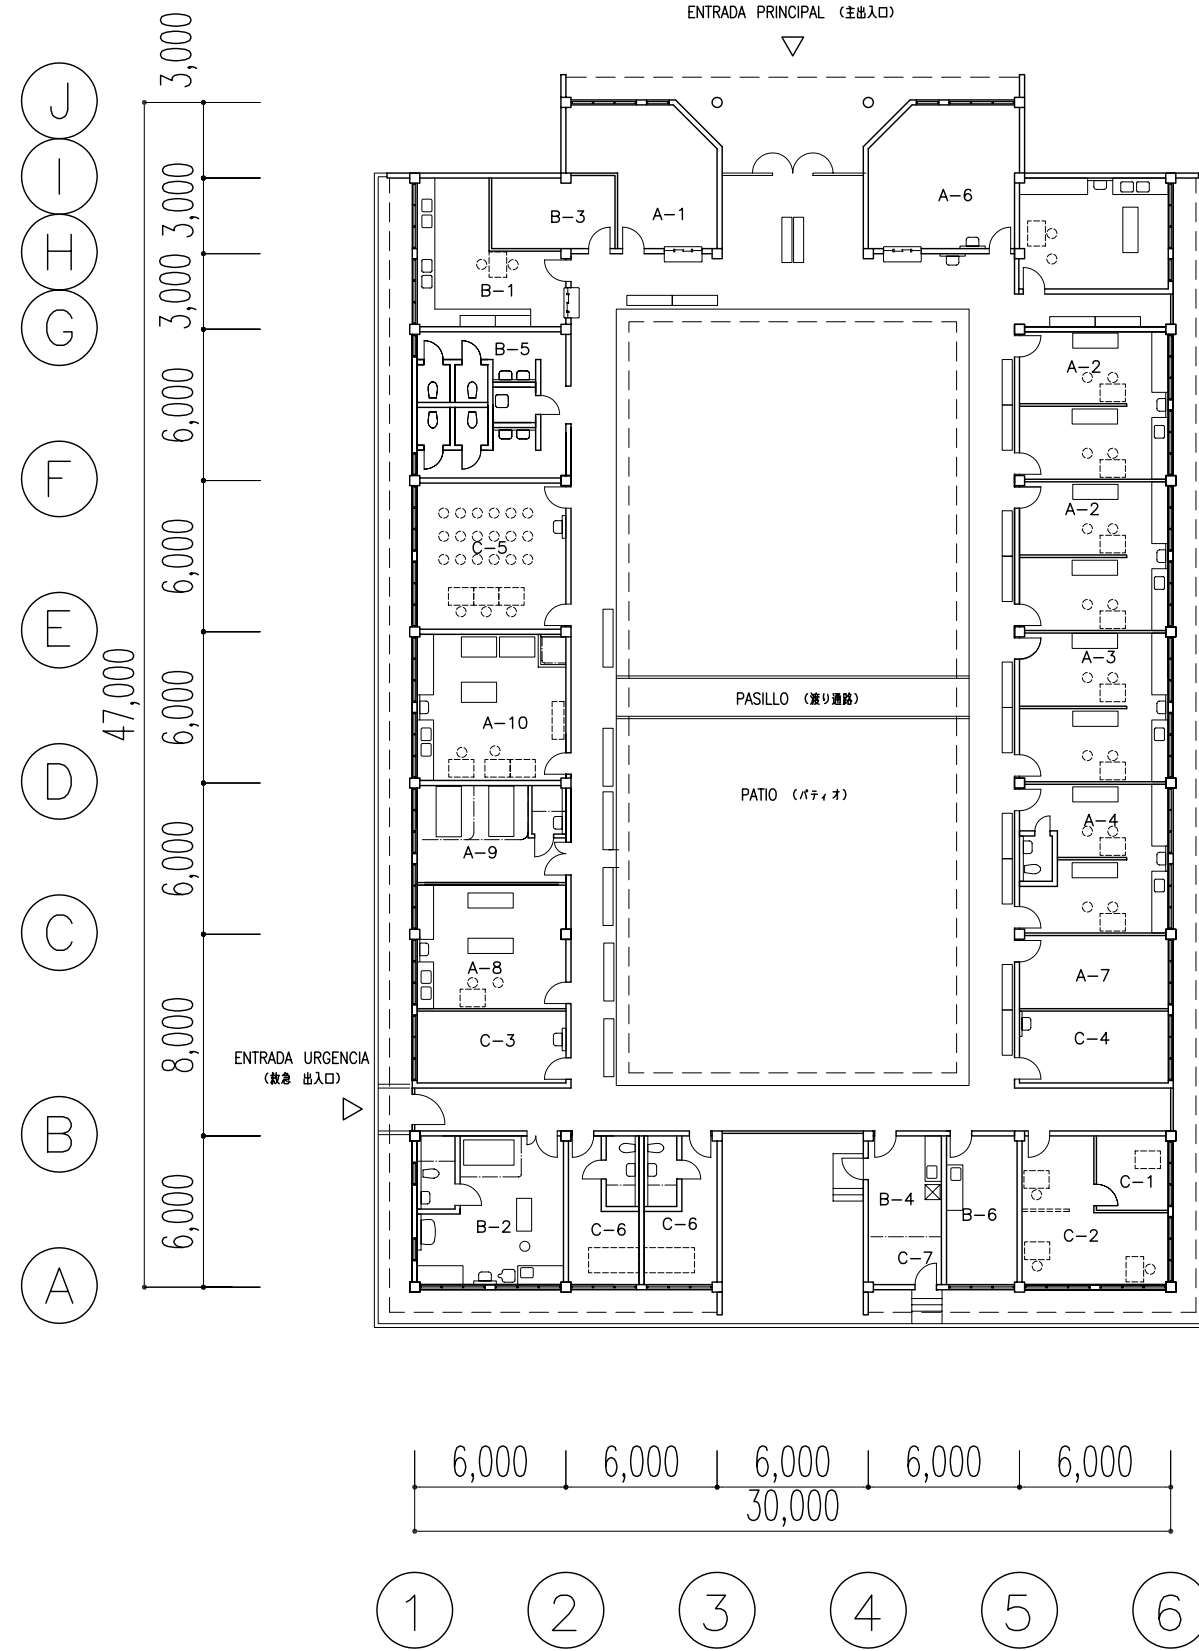 ENTRADA PRINCIPAL (主出入口)
J
3,000
I
B-3
A-1
A-6
3,000
H
B-1
3,000
G
B-5
A-2
6,000
F
A-2
C-5
6,000
E
A-3
47,000
6,000
PASILLO (渡り通路)
A-10
D
PATIO (パティオ)
A-4
6,000
A-9
C
A-8
A-7
8,000
C-3
C-4
ENTRADA URGENCIA
(救急 出入口)
B
6,000
C-1
B-4
B-6
B-2
C-6
C-6
C-2
C-7
A
6,000
6,000
6,000
6,000
6,000
30,000
1
2
3
4
5
6